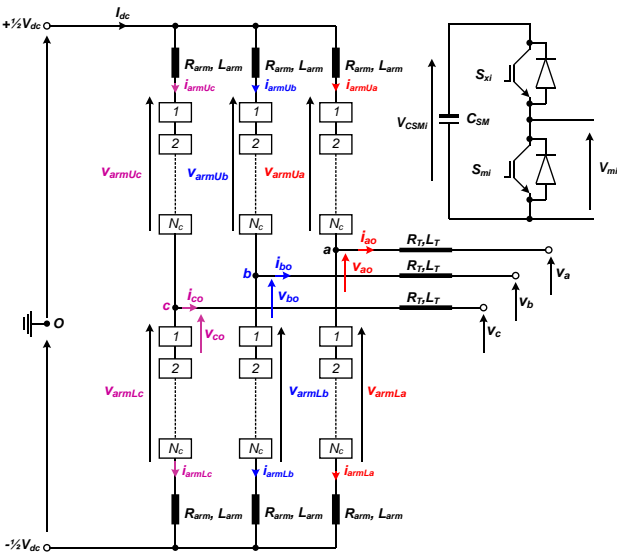 +½Vdc
Idc
Rarm, Larm Rarm, Larm Rarm, Larm
iarmUc iarmUb iarmUa
1 1 1
2 2 2
varmUc varmUb varmUa
Nc Nc Nc
Sxi
VCSMi CSM
Smi
Vmi
a iao RT,LT
va
b ibo vao RT,LT
vb
c ico vbo RT,LT
vc
O
vco
1 1 1
2 2 2
varmLc varmLb varmLa
Nc Nc Nc
iarmLc iarmLb iarmLa
Rarm, Larm Rarm, Larm Rarm, Larm
-½Vdc